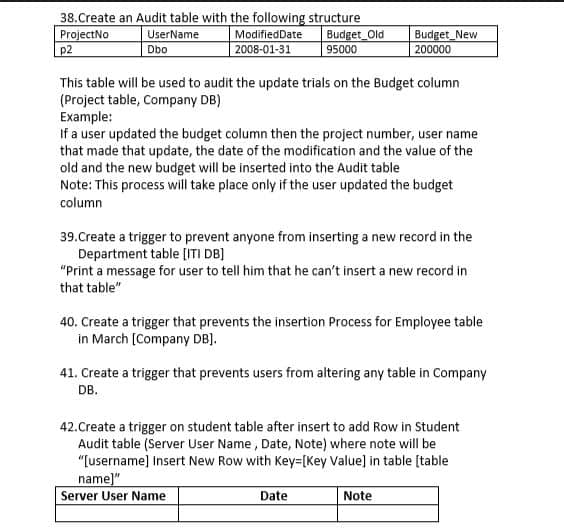 38.Create an Audit table with the following structure
ProjectNo UserName ModifiedDate Budget_Old Budget_New
p2 Dbo 2008-01-31 95000 200000
This table will be used to audit the update trials on the Budget column
(Project table, Company DB)
Example:
If a user updated the budget column then the project number, user name
that made that update, the date of the modification and the value of the
old and the new budget will be inserted into the Audit table
Note: This process will take place only if the user updated the budget
column
39.Create a trigger to prevent anyone from inserting a new record in the
Department table [ITI DB]
"Print a message for user to tell him that he can't insert a new record in
that table"
40. Create a trigger that prevents the insertion Process for Employee table
in March [Company DB].
41. Create a trigger that prevents users from altering any table in Company
DB.
42.Create a trigger on student table after insert to add Row in Student
Audit table (Server User Name , Date, Note) where note will be
"[username] Insert New Row with Key=[Key Value] in table [table
name]"
Server User Name Date Note